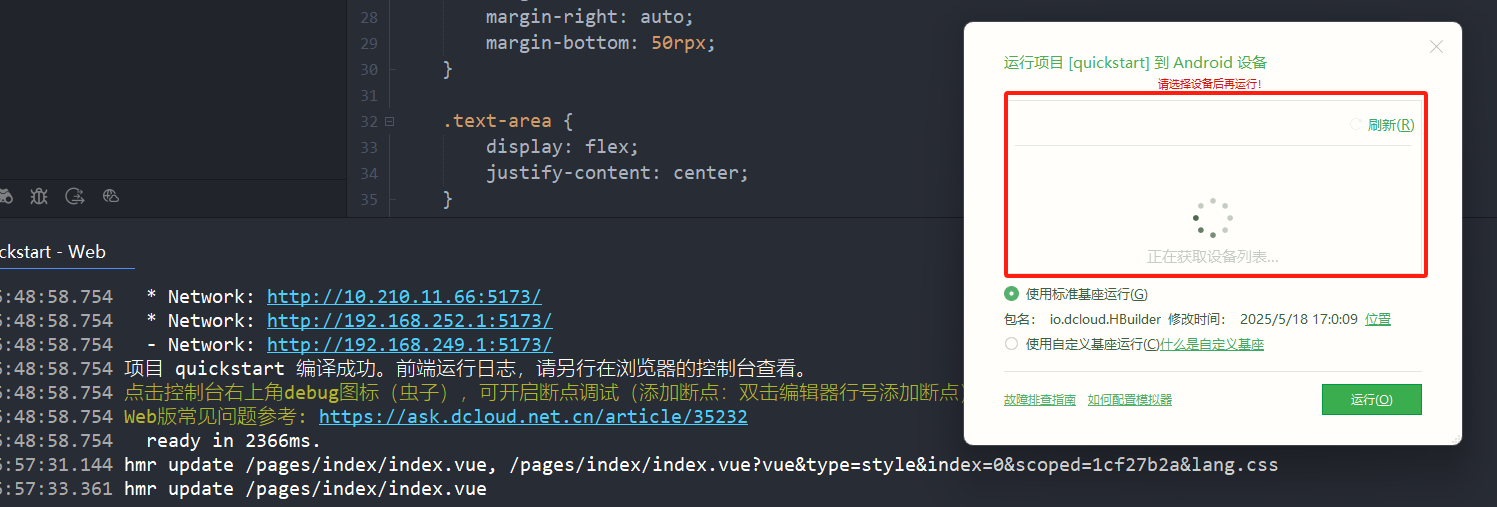 28 margin-right: auto;
29 margin-bottom: 50rpx;
30 }
31
32 .text-area {
33 display: flex;
34 justify-content: center;
35 }
ckstart - Web
5:48:58.754 * Network: http://10.210.11.66:5173/
5:48:58.754 * Network: http://192.168.252.1:5173/
5:48:58.754 - Network: http://192.168.249.1:5173/
5:48:58.754 项目 quickstart 编译成功。前端运行日志，请另行在浏览器的控制台查看。
5:48:58.754 点击控制台右上角debug图标（虫子），可开启断点调试（添加断点：双击编辑器行号添加断点）
5:48:58.754 Web版常见问题参考: https://ask.dcloud.net.cn/article/35232
5:48:58.754 ready in 2366ms.
5:57:31.144 hmr update /pages/index/index.vue, /pages/index/index.vue?vue&type=style&index=0&scoped=1cf27b2a&lang.css
5:57:33.361 hmr update /pages/index/index.vue
运行项目 [quickstart] 到 Android 设备
请选择设备后再运行!
刷新(R)
正在获取设备列表...
使用标准基座运行(G)
包名： io.dcloud.HBuilder 修改时间： 2025/5/18 17:0:09 位置
使用自定义基座运行(C)什么是自定义基座
故障排查指南 如何配置模拟器
运行(O)